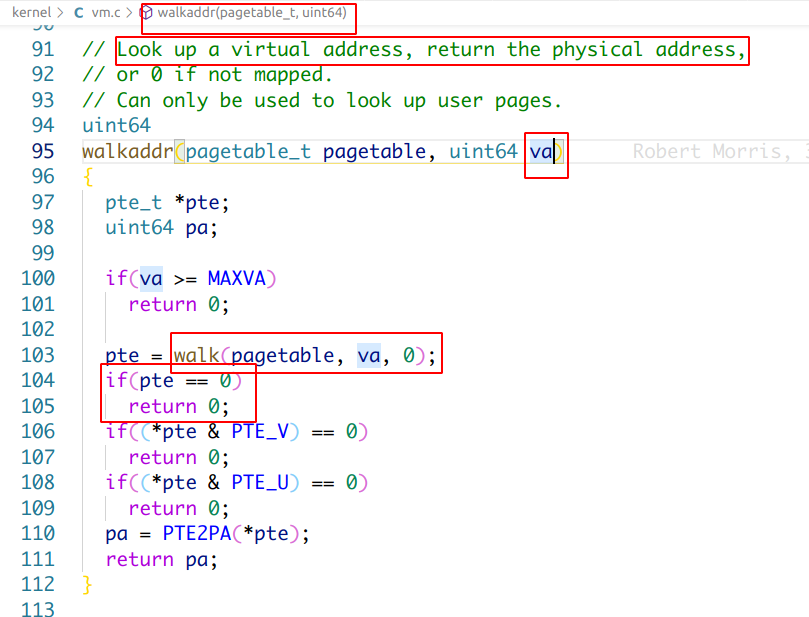 kernel > C vm.c > walkaddr(pagetable_t, uint64)
91 // Look up a virtual address, return the physical address,
92 // or 0 if not mapped.
93 // Can only be used to look up user pages.
94 uint64
95 walkaddr(pagetable_t pagetable, uint64 va) Robert Morris,
96 {
97   pte_t *pte;
98   uint64 pa;
99
100   if(va >= MAXVA)
101     return 0;
102
103   pte = walk(pagetable, va, 0);
104   if(pte == 0)
105     return 0;
106   if((*pte & PTE_V) == 0)
107     return 0;
108   if((*pte & PTE_U) == 0)
109     return 0;
110   pa = PTE2PA(*pte);
111   return pa;
112 }
113